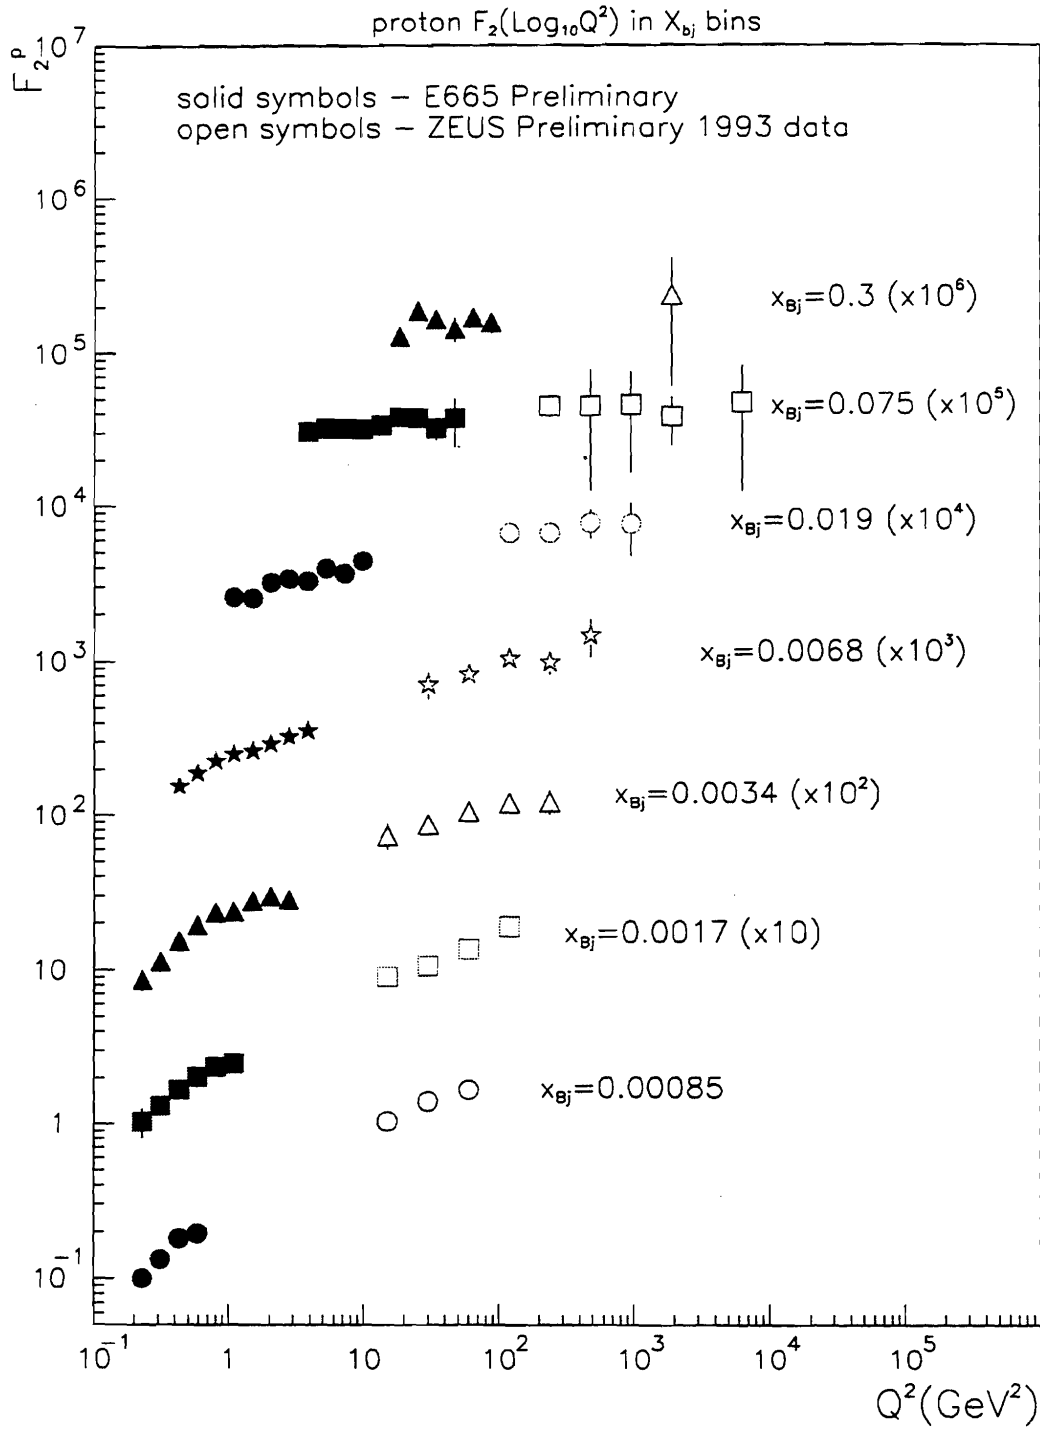 proton F₂(Log₁₀Q²) in X_bj bins
F₂ᵖ
solid symbols – E665 Preliminary
open symbols – ZEUS Preliminary 1993 data
10⁷
10⁶
10⁵
10⁴
10³
10²
10
1
10⁻¹
x_Bj=0.3 (x10⁶)
x_Bj=0.075 (x10⁵)
x_Bj=0.019 (x10⁴)
x_Bj=0.0068 (x10³)
x_Bj=0.0034 (x10²)
x_Bj=0.0017 (x10)
x_Bj=0.00085
10⁻¹ 1 10 10² 10³ 10⁴ 10⁵
Q²(GeV²)